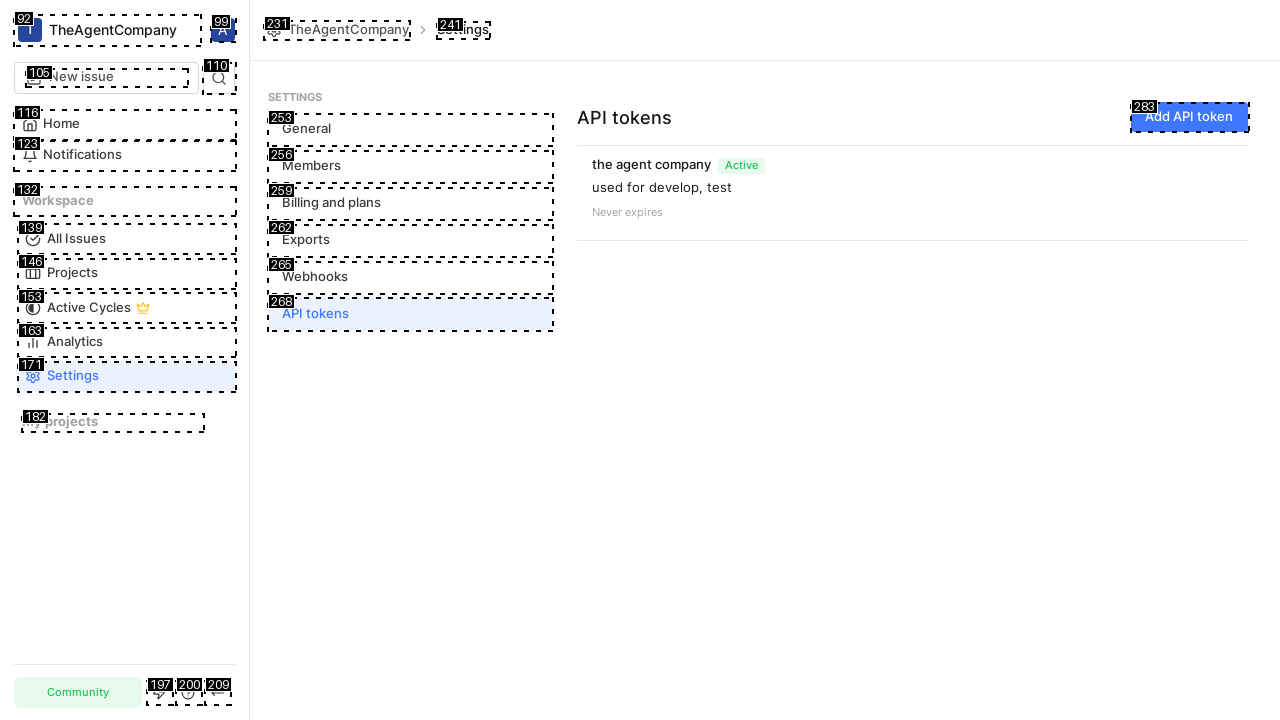 92
T
TheAgentCompany
99
A
105
New issue
110
116
Home
123
Notifications
132
Workspace
139
All Issues
146
Projects
153
Active Cycles
163
Analytics
171
Settings
182
My projects
Community
197
200
209
231
TheAgentCompany
241
Settings
SETTINGS
253
General
256
Members
259
Billing and plans
262
Exports
265
Webhooks
268
API tokens
API tokens
283
Add API token
the agent company
Active
used for develop, test
Never expires